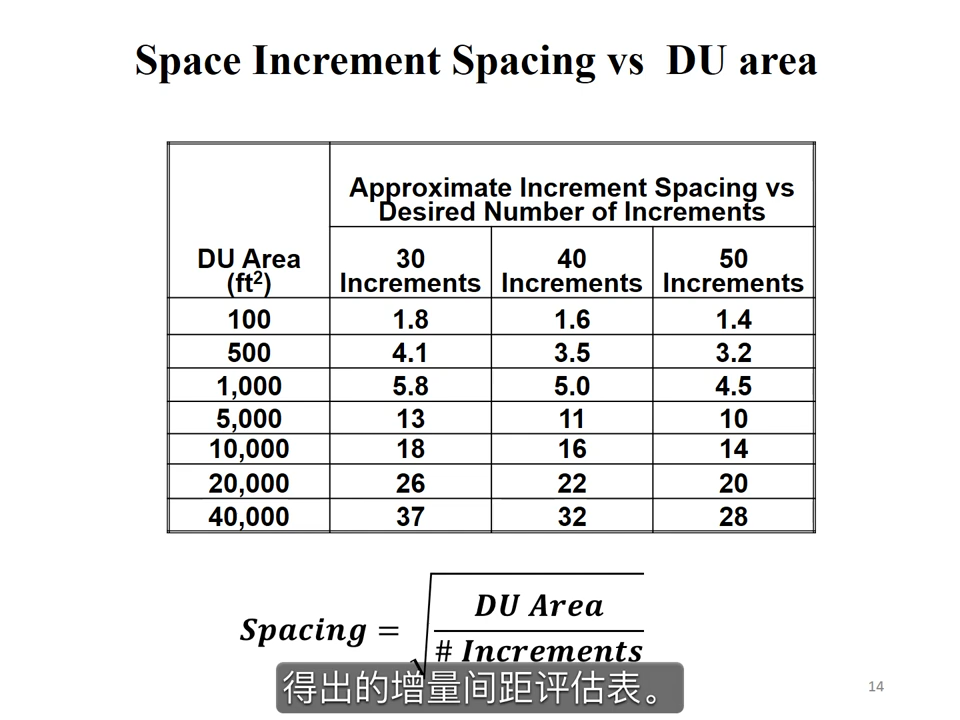 Space Increment Spacing vs DU area
Approximate Increment Spacing vs
Desired Number of Increments
DU Area
(ft²)
30
Increments
40
Increments
50
Increments
100 1.8 1.6 1.4
500 4.1 3.5 3.2
1,000 5.8 5.0 4.5
5,000 13 11 10
10,000 18 16 14
20,000 26 22 20
40,000 37 32 28
Spacing = √
DU Area
# Increments
得出的增量间距评估表。
14